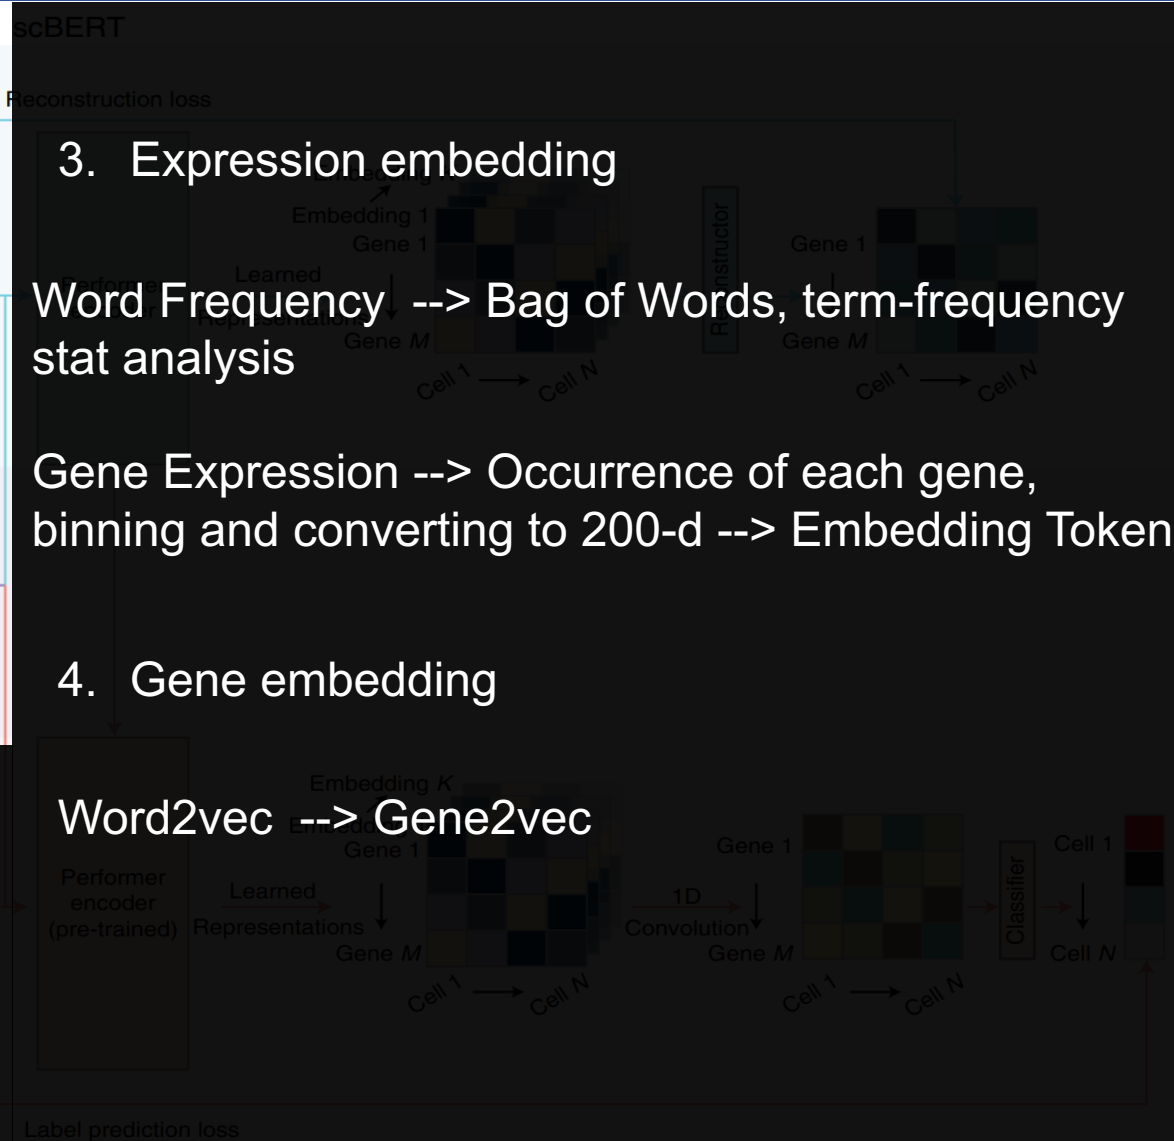 scBERT
Reconstruction loss
3. Expression embedding
Embedding 1
Gene 1
Reconstructor
Gene 1
Learned
Word Frequency --> Bag of Words, term-frequency
Representations
stat analysis
Gene M
Gene M
Cell 1
Cell N
Cell 1
Cell N
Gene Expression --> Occurrence of each gene,
binning and converting to 200-d --> Embedding Token
4. Gene embedding
Embedding K
Word2vec --> Gene2vec
Gene 1
Gene 1
Cell 1
Performer
encoder
(pre-trained)
Learned
Representations
1D
Convolution
Classifier
Gene M
Gene M
Cell N
Cell 1
Cell N
Cell 1
Cell N
Label prediction loss